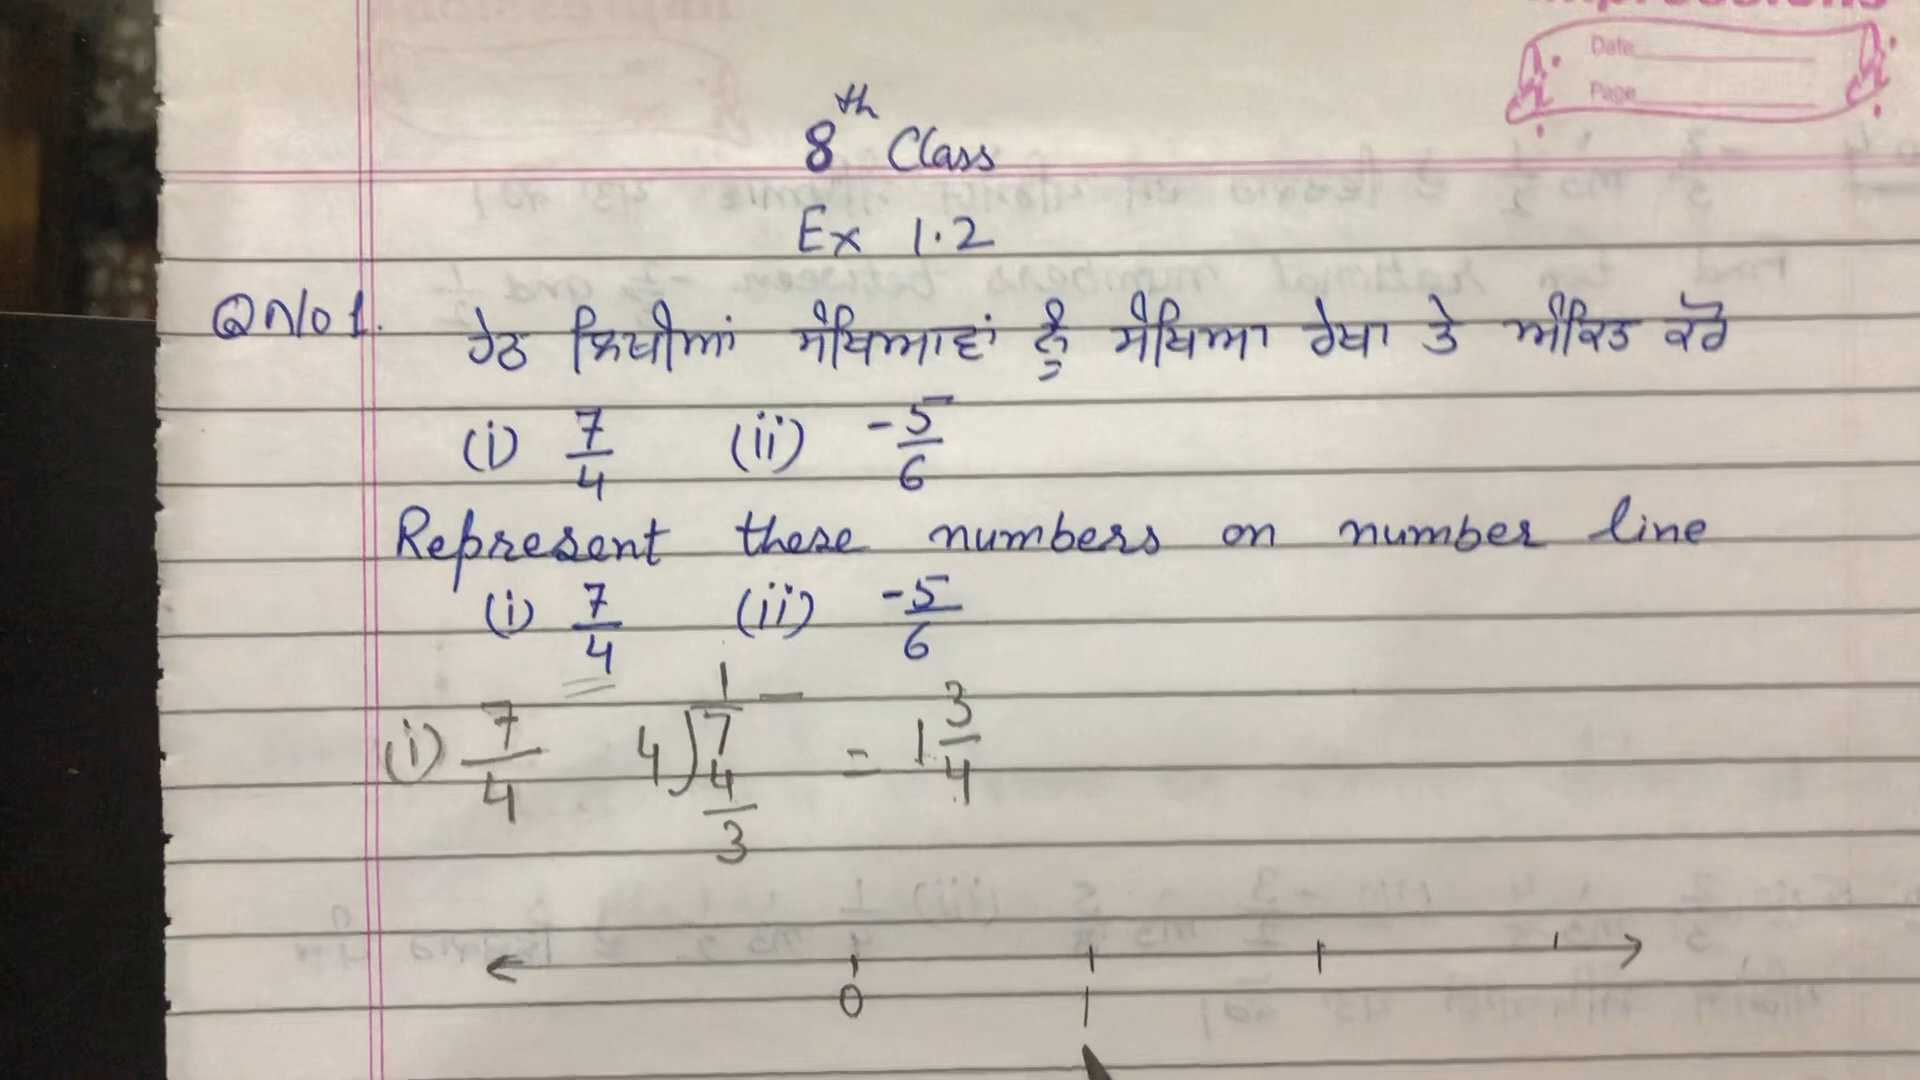 Date
Page
8th Class
Ex 1.2
QNo 1. ਹੇਠ ਲਿਖੀਆਂ ਸੰਖਿਆਵਾਂ ਨੂੰ ਸੰਖਿਆ ਰੇਖਾ ਤੇ ਅੰਕਿਤ ਕਰੋ
(i) 7/4 (ii) -5/6
Represent these numbers on number line
(i) 7/4 (ii) -5/6
(i) 7/4 4)7 1 4 3 = 1 3/4
0 1